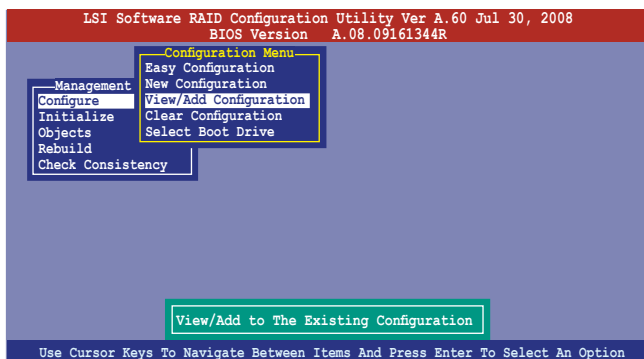 LSI Software RAID Configuration Utility Ver A.60 Jul 30, 2008
BIOS Version A.08.09161344R
Configuration Menu
Easy Configuration
New Configuration
View/Add Configuration
Clear Configuration
Select Boot Drive
Management
Configure
Initialize
Objects
Rebuild
Check Consistency
View/Add to The Existing Configuration
Use Cursor Keys To Navigate Between Items And Press Enter To Select An Option